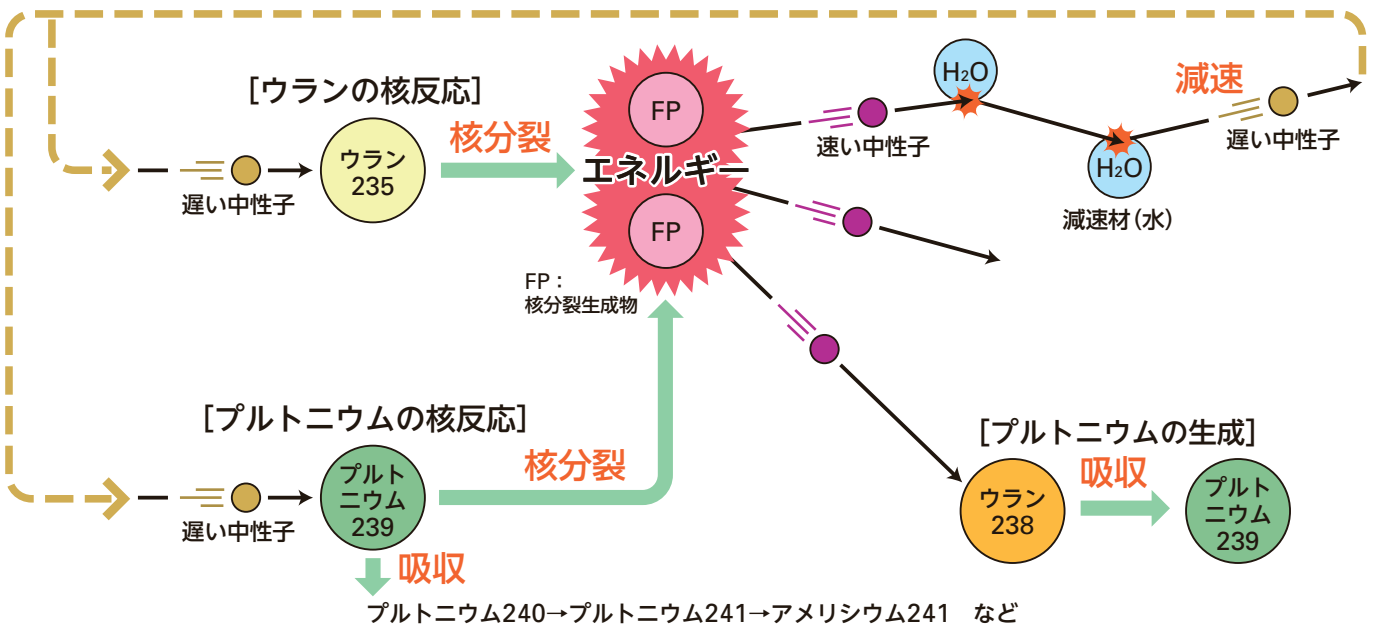 [ウランの核反応]
遅い中性子
ウラン
235
核分裂
FP
エネルギー
FP
FP：
核分裂生成物
速い中性子
H₂O
H₂O
減速材（水）
減速
遅い中性子
[プルトニウムの核反応]
遅い中性子
プルト
ニウム
239
核分裂
吸収
プルトニウム240→プルトニウム241→アメリシウム241　など
[プルトニウムの生成]
ウラン
238
吸収
プルト
ニウム
239